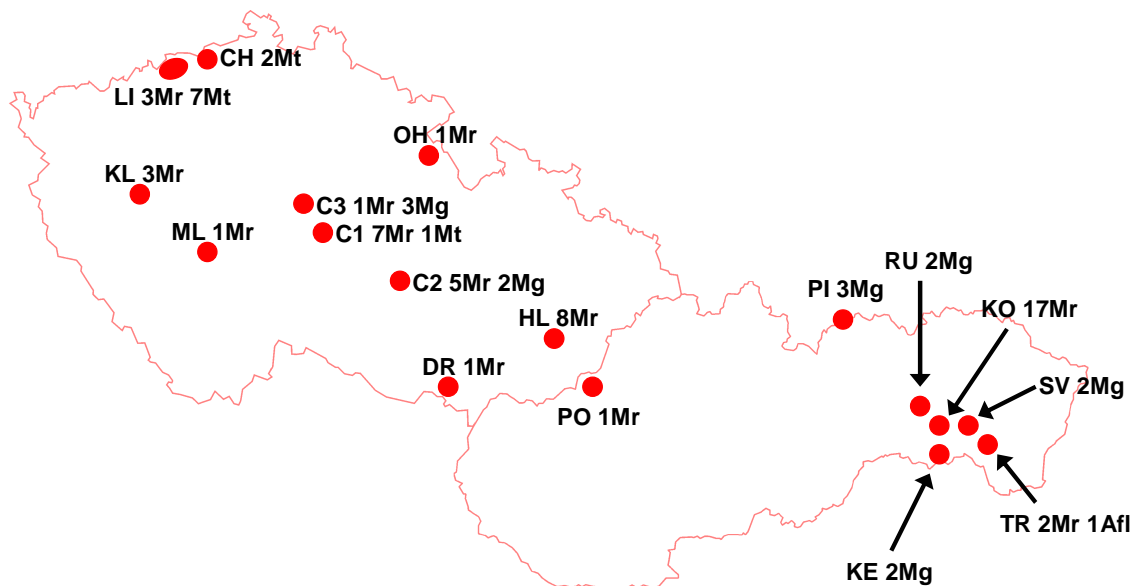 CH 2Mt
LI 3Mr 7Mt
OH 1Mr
KL 3Mr
C3 1Mr 3Mg
ML 1Mr
C1 7Mr 1Mt
RU 2Mg
C2 5Mr 2Mg
PI 3Mg
KO 17Mr
HL 8Mr
DR 1Mr
SV 2Mg
PO 1Mr
TR 2Mr 1Afl
KE 2Mg